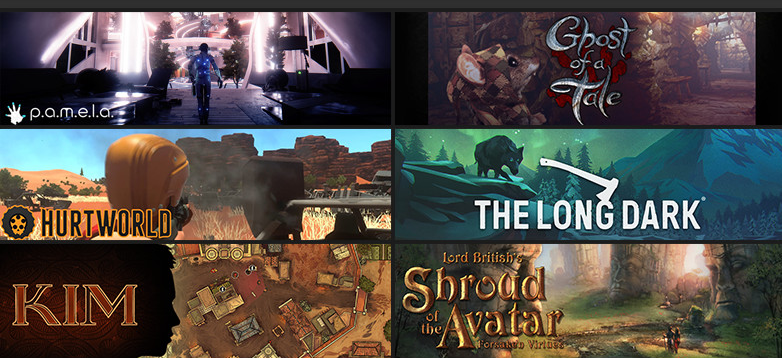 p.a.m.e.l.a.
Ghost
of a
Tale
HURTWORLD
THE LONG DARK
KIM
Lord British's
Shroud
of the
Avatar
Forsaken Virtues